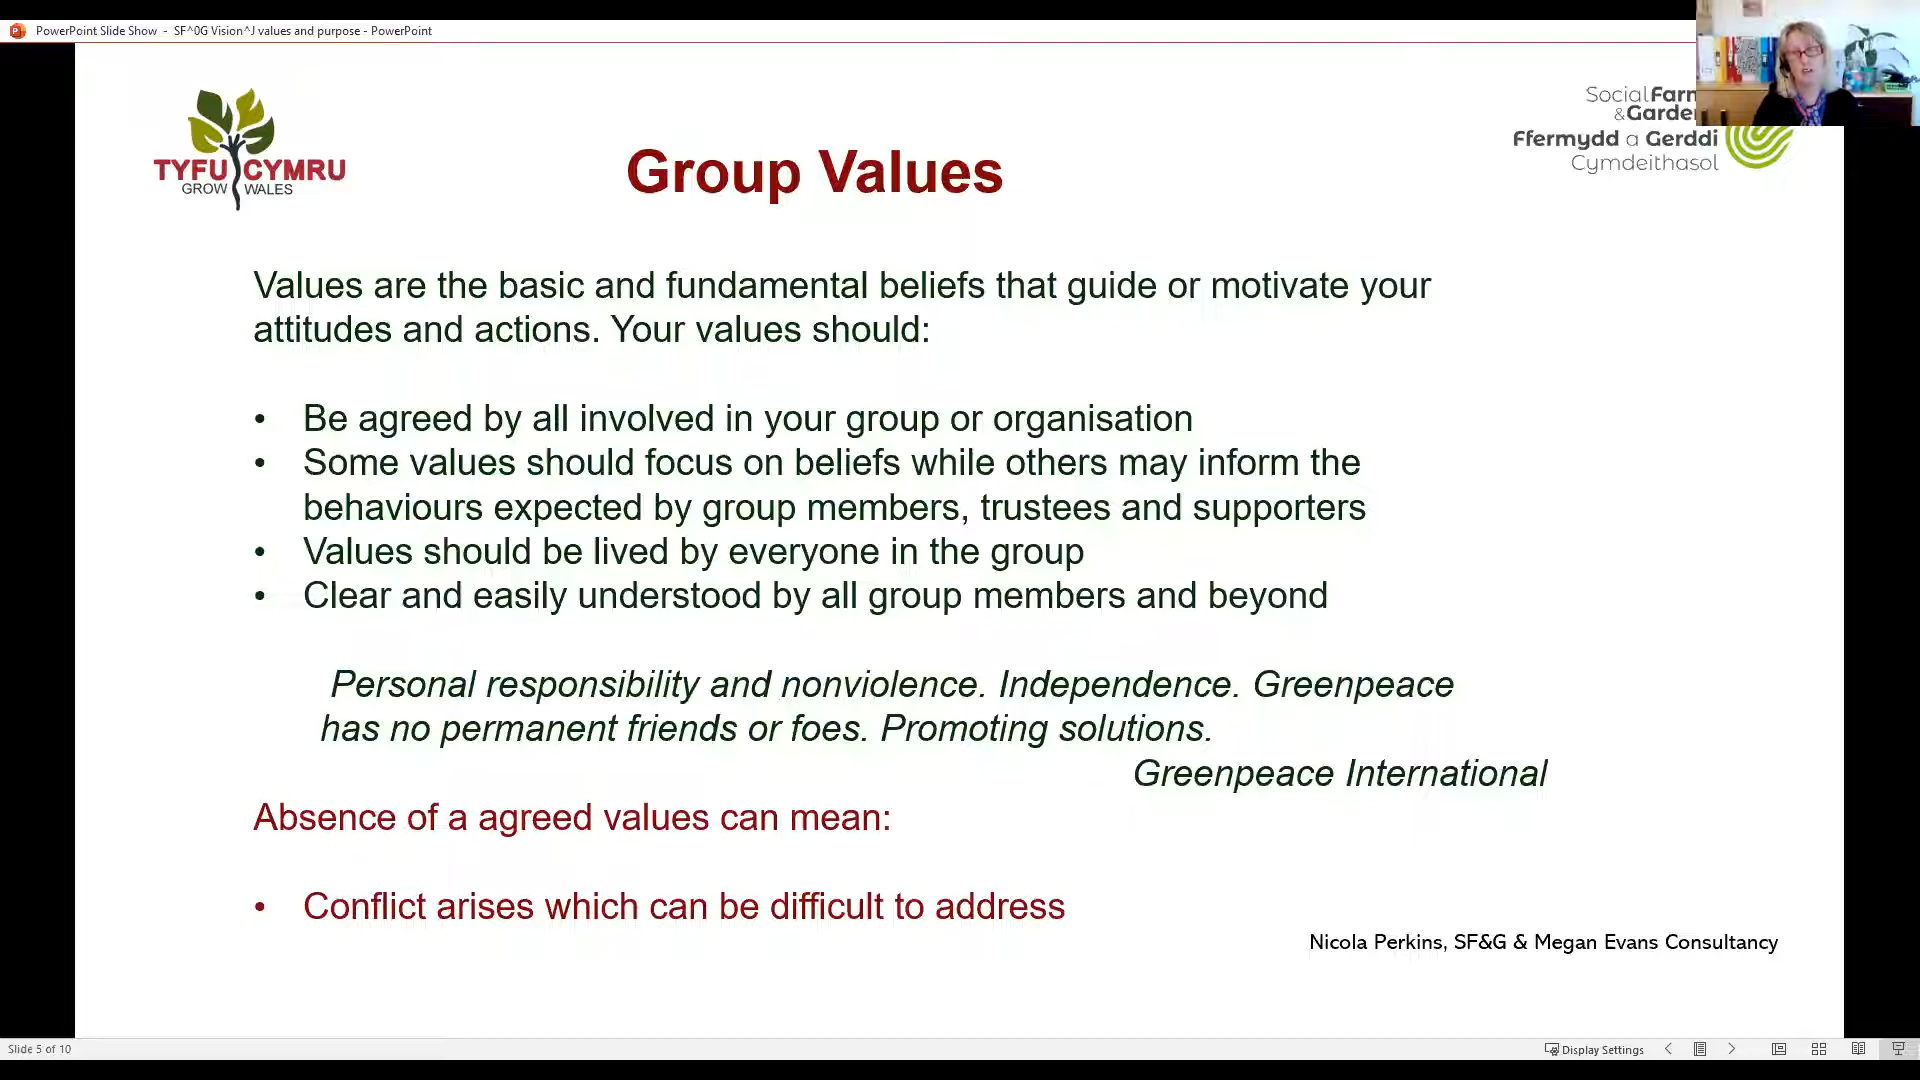 PowerPoint Slide Show - SF^0G Vision^J values and purpose - PowerPoint
TYFU CYMRU
GROW WALES
Social Farm
&Garde
Ffermydd a Gerddi
Cymdeithasol
Group Values
Values are the basic and fundamental beliefs that guide or motivate your
attitudes and actions. Your values should:
• Be agreed by all involved in your group or organisation
• Some values should focus on beliefs while others may inform the
behaviours expected by group members, trustees and supporters
• Values should be lived by everyone in the group
• Clear and easily understood by all group members and beyond
Personal responsibility and nonviolence. Independence. Greenpeace
has no permanent friends or foes. Promoting solutions.
Greenpeace International
Absence of a agreed values can mean:
• Conflict arises which can be difficult to address
Nicola Perkins, SF&G & Megan Evans Consultancy
Slide 5 of 10
Display Settings